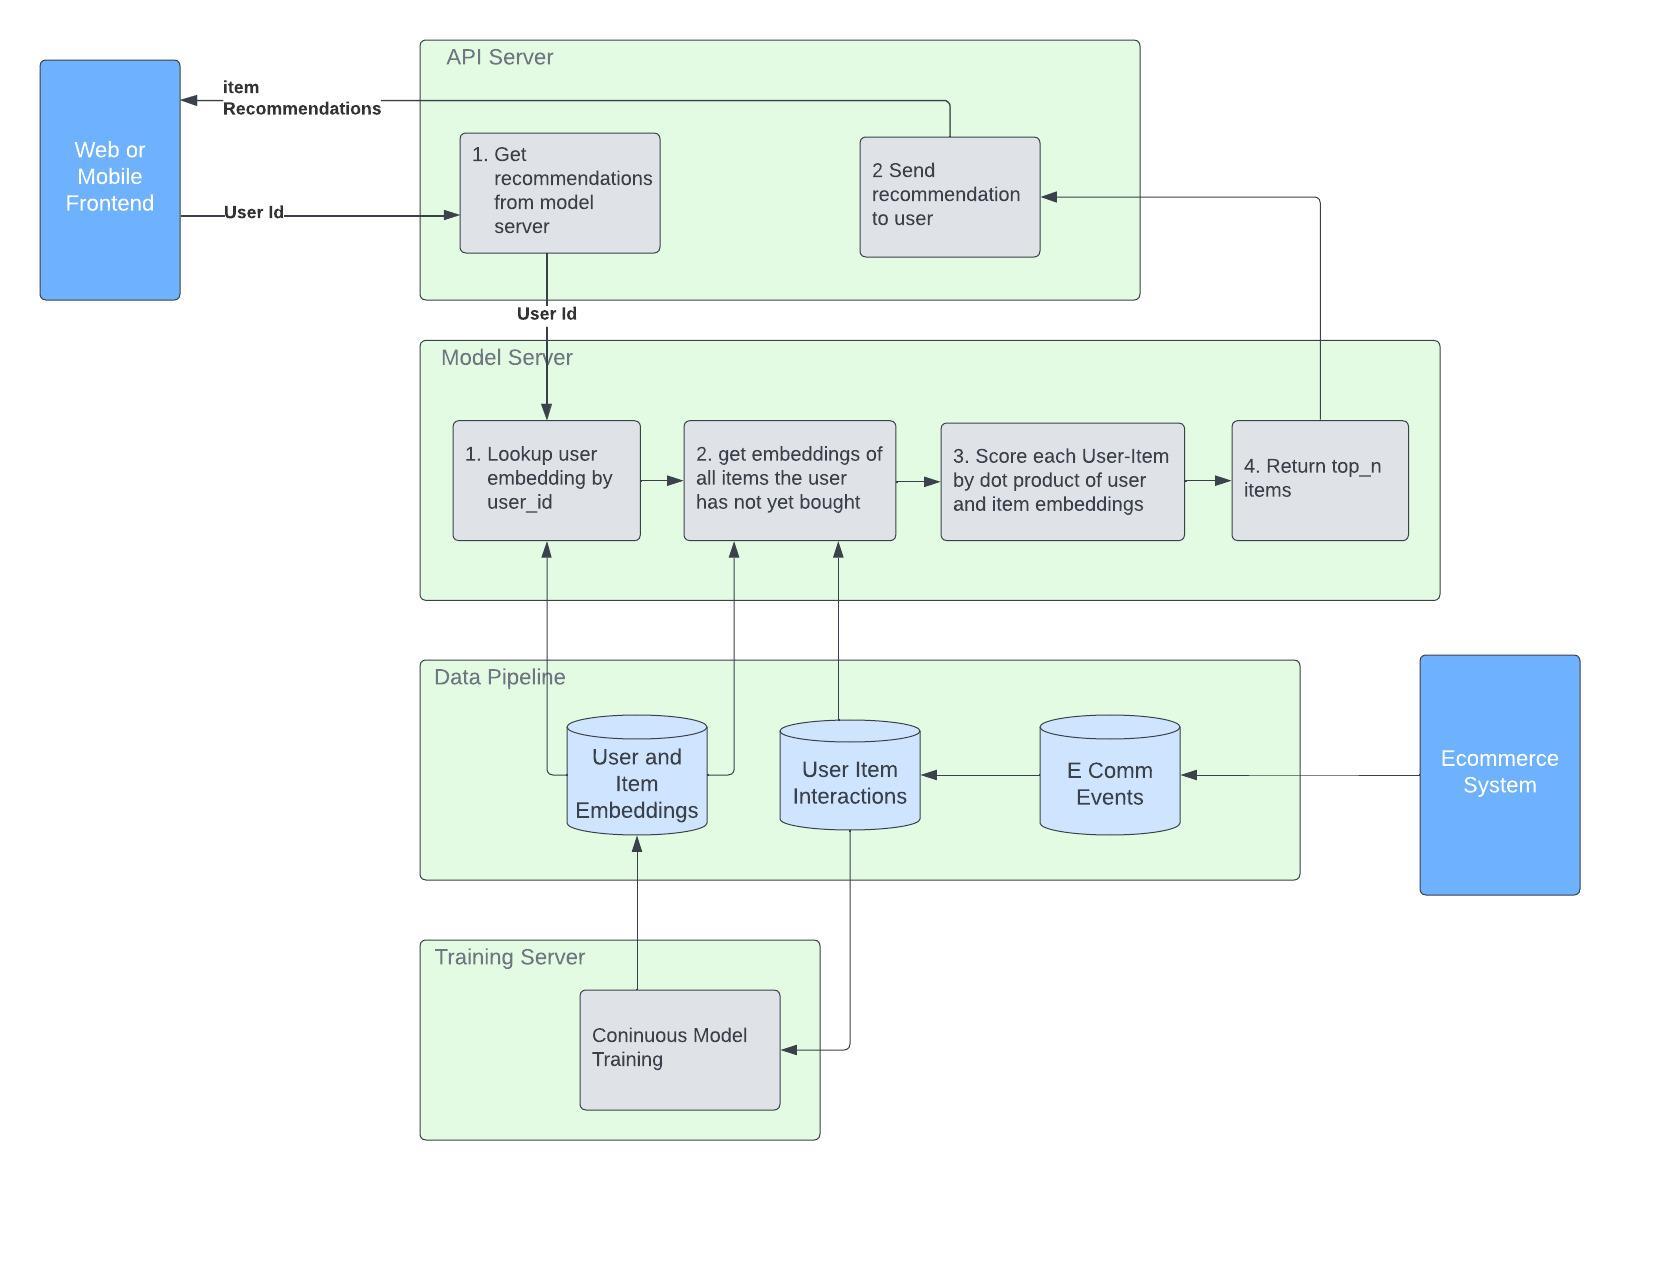 API Server
item
Recommendations
Web or
Mobile
Frontend
User Id
1. Get
recommendations
from model
server
2 Send
recommendation
to user
User Id
Model Server
1. Lookup user
embedding by
user_id
2. get embeddings of
all items the user
has not yet bought
3. Score each User-Item
by dot product of user
and item embeddings
4. Return top_n
items
Data Pipeline
User and
Item
Embeddings
User Item
Interactions
E Comm
Events
Ecommerce
System
Training Server
Coninuous Model
Training